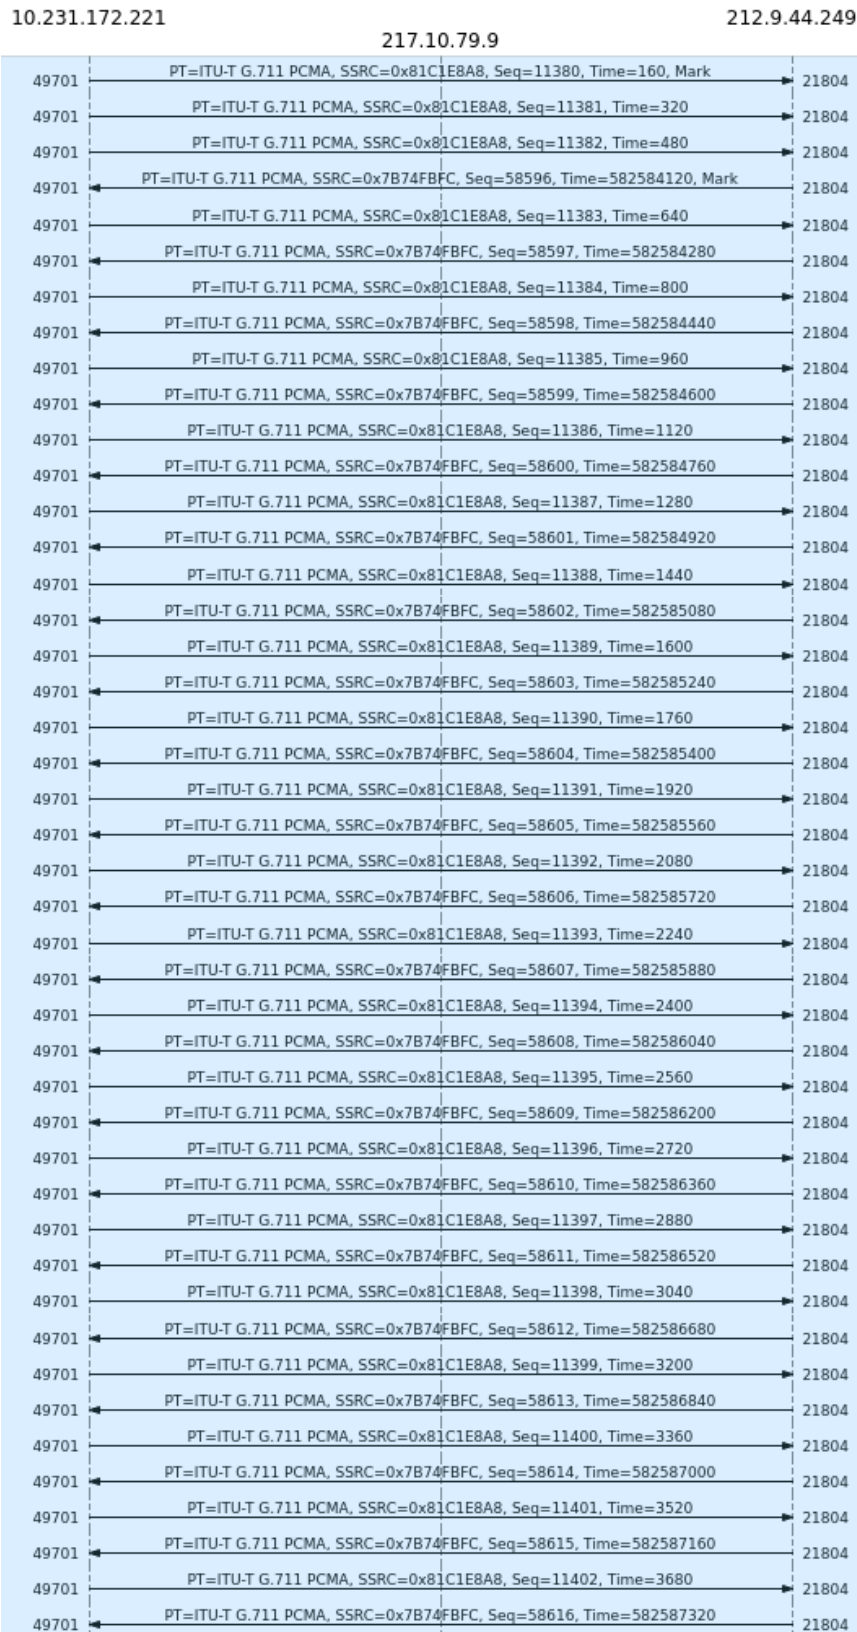 10.231.172.221 212.9.44.249
217.10.79.9
PT=ITU-T G.711 PCMA, SSRC=0x81C1E8A8, Seq=11380, Time=160, Mark
49701 21804
PT=ITU-T G.711 PCMA, SSRC=0x81C1E8A8, Seq=11381, Time=320
49701 21804
PT=ITU-T G.711 PCMA, SSRC=0x81C1E8A8, Seq=11382, Time=480
49701 21804
PT=ITU-T G.711 PCMA, SSRC=0x7B74FBFC, Seq=58596, Time=582584120, Mark
49701 21804
PT=ITU-T G.711 PCMA, SSRC=0x81C1E8A8, Seq=11383, Time=640
49701 21804
PT=ITU-T G.711 PCMA, SSRC=0x7B74FBFC, Seq=58597, Time=582584280
49701 21804
PT=ITU-T G.711 PCMA, SSRC=0x81C1E8A8, Seq=11384, Time=800
49701 21804
PT=ITU-T G.711 PCMA, SSRC=0x7B74FBFC, Seq=58598, Time=582584440
49701 21804
PT=ITU-T G.711 PCMA, SSRC=0x81C1E8A8, Seq=11385, Time=960
49701 21804
PT=ITU-T G.711 PCMA, SSRC=0x7B74FBFC, Seq=58599, Time=582584600
49701 21804
PT=ITU-T G.711 PCMA, SSRC=0x81C1E8A8, Seq=11386, Time=1120
49701 21804
PT=ITU-T G.711 PCMA, SSRC=0x7B74FBFC, Seq=58600, Time=582584760
49701 21804
PT=ITU-T G.711 PCMA, SSRC=0x81C1E8A8, Seq=11387, Time=1280
49701 21804
PT=ITU-T G.711 PCMA, SSRC=0x7B74FBFC, Seq=58601, Time=582584920
49701 21804
PT=ITU-T G.711 PCMA, SSRC=0x81C1E8A8, Seq=11388, Time=1440
49701 21804
PT=ITU-T G.711 PCMA, SSRC=0x7B74FBFC, Seq=58602, Time=582585080
49701 21804
PT=ITU-T G.711 PCMA, SSRC=0x81C1E8A8, Seq=11389, Time=1600
49701 21804
PT=ITU-T G.711 PCMA, SSRC=0x7B74FBFC, Seq=58603, Time=582585240
49701 21804
PT=ITU-T G.711 PCMA, SSRC=0x81C1E8A8, Seq=11390, Time=1760
49701 21804
PT=ITU-T G.711 PCMA, SSRC=0x7B74FBFC, Seq=58604, Time=582585400
49701 21804
PT=ITU-T G.711 PCMA, SSRC=0x81C1E8A8, Seq=11391, Time=1920
49701 21804
PT=ITU-T G.711 PCMA, SSRC=0x7B74FBFC, Seq=58605, Time=582585560
49701 21804
PT=ITU-T G.711 PCMA, SSRC=0x81C1E8A8, Seq=11392, Time=2080
49701 21804
PT=ITU-T G.711 PCMA, SSRC=0x7B74FBFC, Seq=58606, Time=582585720
49701 21804
PT=ITU-T G.711 PCMA, SSRC=0x81C1E8A8, Seq=11393, Time=2240
49701 21804
PT=ITU-T G.711 PCMA, SSRC=0x7B74FBFC, Seq=58607, Time=582585880
49701 21804
PT=ITU-T G.711 PCMA, SSRC=0x81C1E8A8, Seq=11394, Time=2400
49701 21804
PT=ITU-T G.711 PCMA, SSRC=0x7B74FBFC, Seq=58608, Time=582586040
49701 21804
PT=ITU-T G.711 PCMA, SSRC=0x81C1E8A8, Seq=11395, Time=2560
49701 21804
PT=ITU-T G.711 PCMA, SSRC=0x7B74FBFC, Seq=58609, Time=582586200
49701 21804
PT=ITU-T G.711 PCMA, SSRC=0x81C1E8A8, Seq=11396, Time=2720
49701 21804
PT=ITU-T G.711 PCMA, SSRC=0x7B74FBFC, Seq=58610, Time=582586360
49701 21804
PT=ITU-T G.711 PCMA, SSRC=0x81C1E8A8, Seq=11397, Time=2880
49701 21804
PT=ITU-T G.711 PCMA, SSRC=0x7B74FBFC, Seq=58611, Time=582586520
49701 21804
PT=ITU-T G.711 PCMA, SSRC=0x81C1E8A8, Seq=11398, Time=3040
49701 21804
PT=ITU-T G.711 PCMA, SSRC=0x7B74FBFC, Seq=58612, Time=582586680
49701 21804
PT=ITU-T G.711 PCMA, SSRC=0x81C1E8A8, Seq=11399, Time=3200
49701 21804
PT=ITU-T G.711 PCMA, SSRC=0x7B74FBFC, Seq=58613, Time=582586840
49701 21804
PT=ITU-T G.711 PCMA, SSRC=0x81C1E8A8, Seq=11400, Time=3360
49701 21804
PT=ITU-T G.711 PCMA, SSRC=0x7B74FBFC, Seq=58614, Time=582587000
49701 21804
PT=ITU-T G.711 PCMA, SSRC=0x81C1E8A8, Seq=11401, Time=3520
49701 21804
PT=ITU-T G.711 PCMA, SSRC=0x7B74FBFC, Seq=58615, Time=582587160
49701 21804
PT=ITU-T G.711 PCMA, SSRC=0x81C1E8A8, Seq=11402, Time=3680
49701 21804
PT=ITU-T G.711 PCMA, SSRC=0x7B74FBFC, Seq=58616, Time=582587320
49701 21804